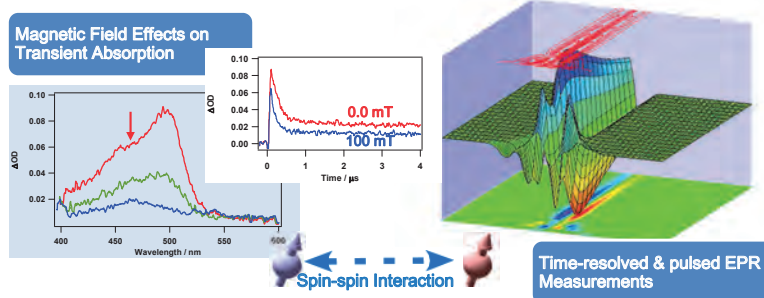 Magnetic Field Effects on
Transient Absorption
0.10
0.08
0.06
0.04
0.02
ΔOD
400
450
500
550
600
Wavelength / nm
0.10
0.08
0.06
0.04
0.02
0.00
ΔOD
0.0 mT
100 mT
0
1
2
3
4
Time / μs
Spin-spin Interaction
Time-resolved & pulsed EPR
Measurements